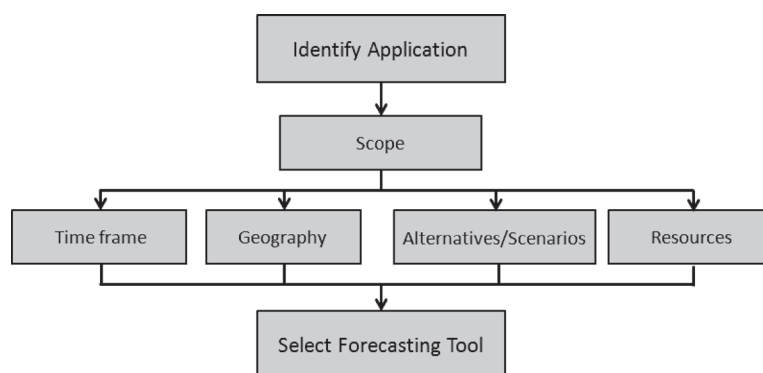 Identify Application
Scope
Time frame
Geography
Alternatives/Scenarios
Resources
Select Forecasting Tool